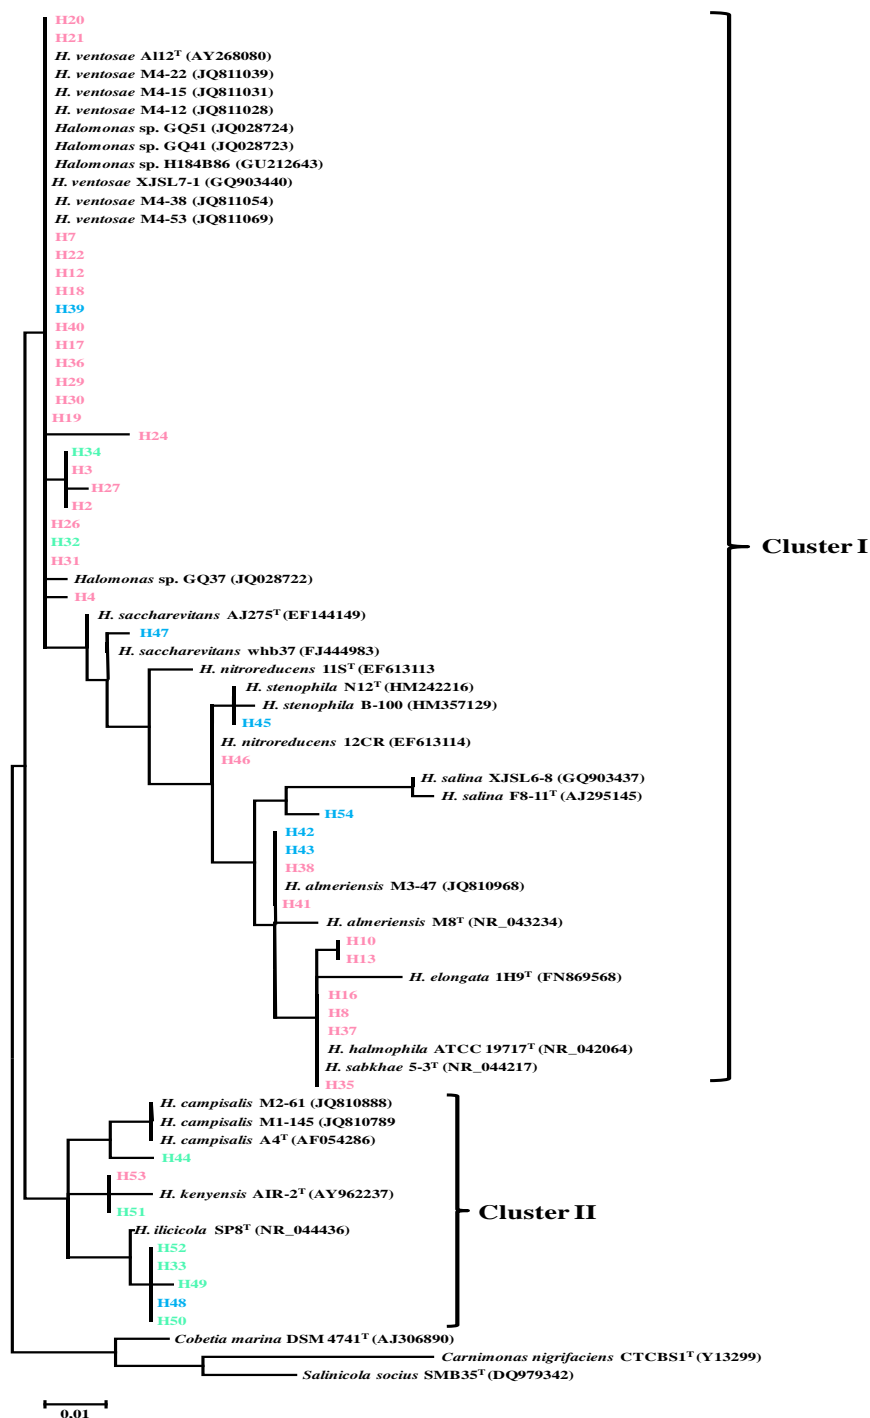 H20
H21
H. ventosae Al12ᵀ (AY268080)
H. ventosae M4-22 (JQ811039)
H. ventosae M4-15 (JQ811031)
H. ventosae M4-12 (JQ811028)
Halomonas sp. GQ51 (JQ028724)
Halomonas sp. GQ41 (JQ028723)
Halomonas sp. H184B86 (GU212643)
H. ventosae XJSL7-1 (GQ903440)
H. ventosae M4-38 (JQ811054)
H. ventosae M4-53 (JQ811069)
H7
H22
H12
H18
H39
H40
H17
H36
H29
H30
H19
H24
H34
H3
H27
H2
H26
H32
Cluster I
H31
Halomonas sp. GQ37 (JQ028722)
H4
H. saccharevitans AJ275ᵀ (EF144149)
H47
H. saccharevitans whb37 (FJ444983)
H. nitroreducens 11Sᵀ (EF613113
H. stenophila N12ᵀ (HM242216)
H. stenophila B-100 (HM357129)
H45
H. nitroreducens 12CR (EF613114)
H46
H. salina XJSL6-8 (GQ903437)
H. salina F8-11ᵀ (AJ295145)
H54
H42
H43
H38
H. almeriensis M3-47 (JQ810968)
H41
H. almeriensis M8ᵀ (NR_043234)
H10
H13
H. elongata 1H9ᵀ (FN869568)
H16
H8
H37
H. halmophila ATCC 19717ᵀ (NR_042064)
H. sabkhae 5-3ᵀ (NR_044217)
H35
H. campisalis M2-61 (JQ810888)
H. campisalis M1-145 (JQ810789
H. campisalis A4ᵀ (AF054286)
H44
H53
H. kenyensis AIR-2ᵀ (AY962237)
H51
Cluster II
H. ilicicola SP8ᵀ (NR_044436)
H52
H33
H49
H48
H50
Cobetia marina DSM 4741ᵀ (AJ306890)
Carnimonas nigrifaciens CTCBS1ᵀ (Y13299)
Salinicola socius SMB35ᵀ (DQ979342)
0,01